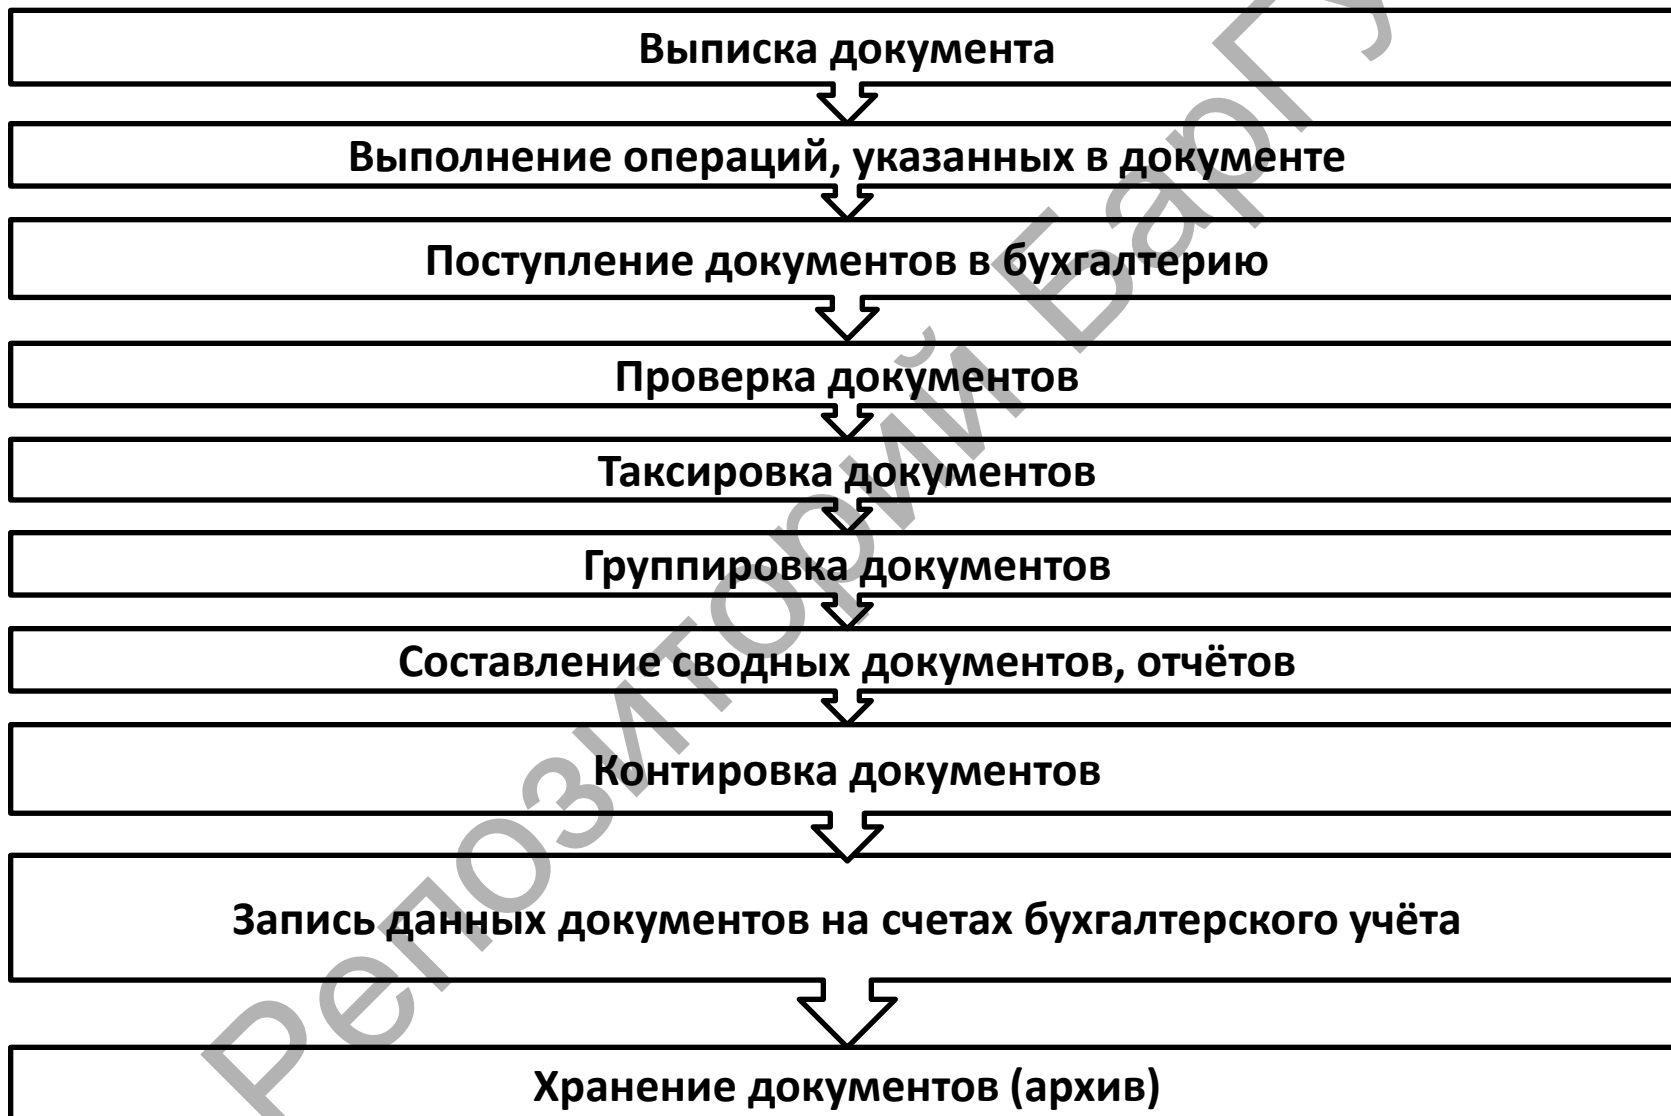 Выписка документа
Выполнение операций, указанных в документе
Поступление документов в бухгалтерию
Проверка документов
Таксировка документов
Группировка документов
Составление сводных документов, отчётов
Контировка документов
Запись данных документов на счетах бухгалтерского учёта
Хранение документов (архив)
Репозиторий БарГУ